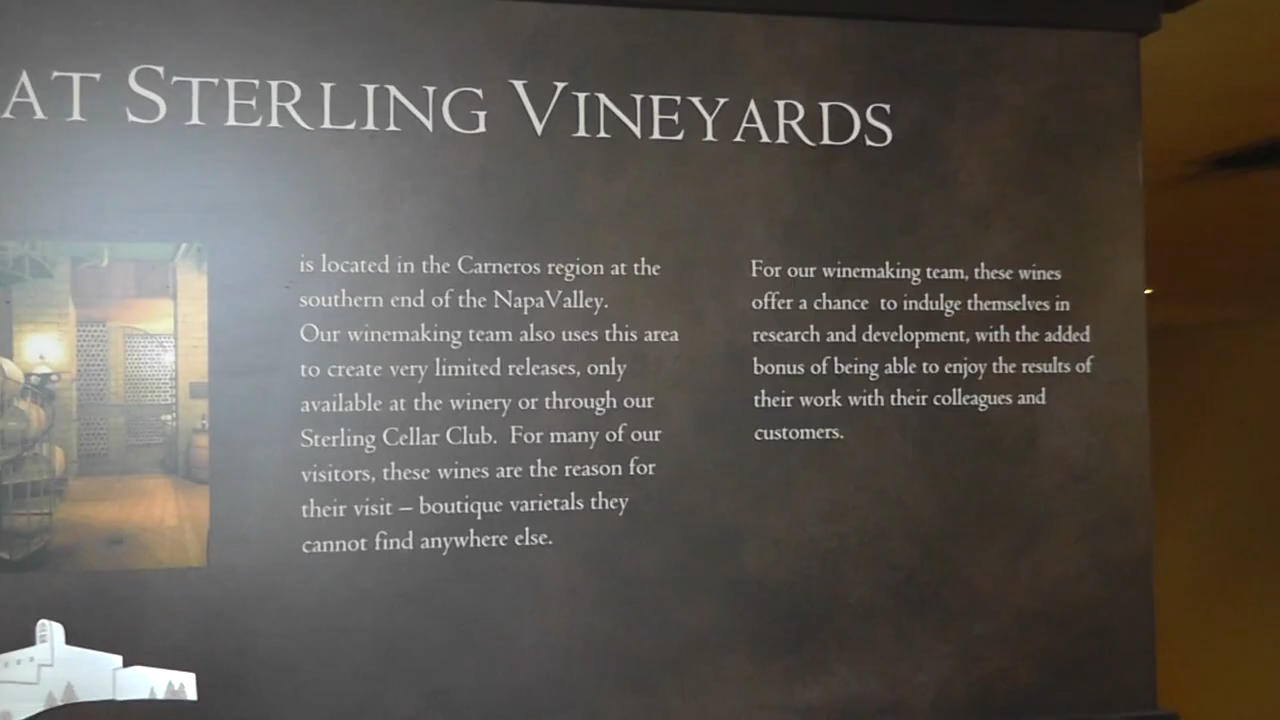 AT STERLING VINEYARDS
is located in the Carneros region at the
southern end of the NapaValley.
Our winemaking team also uses this area
to create very limited releases, only
available at the winery or through our
Sterling Cellar Club. For many of our
visitors, these wines are the reason for
their visit – boutique varietals they
cannot find anywhere else.
For our winemaking team, these wines
offer a chance to indulge themselves in
research and development, with the added
bonus of being able to enjoy the results of
their work with their colleagues and
customers.